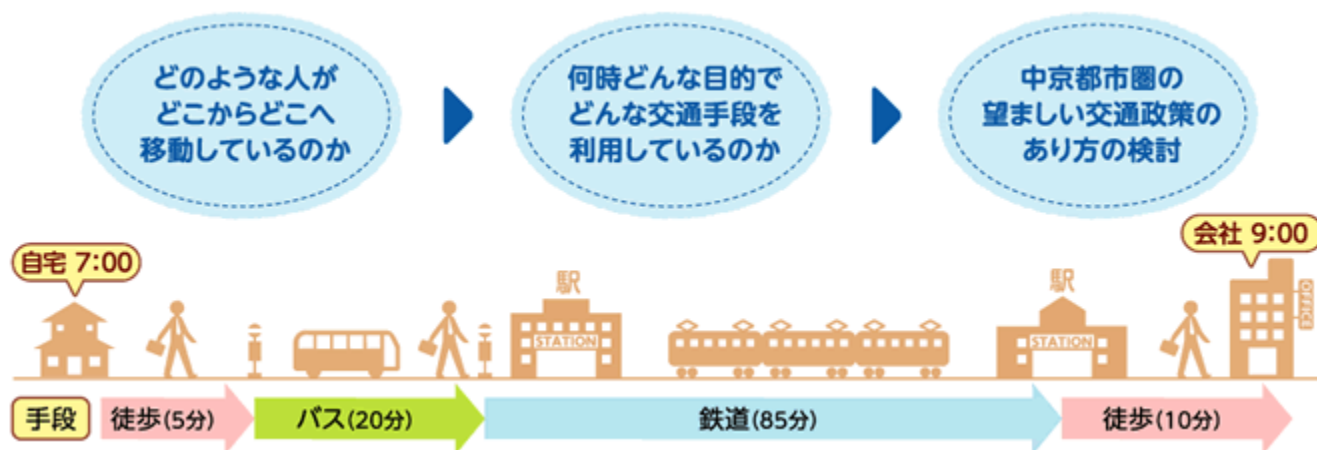 どのような人が
どこからどこへ
移動しているのか
何時どんな目的で
どんな交通手段を
利用しているのか
中京都市圏の
望ましい交通政策の
あり方の検討
自宅 7:00
会社 9:00
駅
STATION
駅
STATION
OFFICE
手段
徒歩(5分)
バス(20分)
鉄道(85分)
徒歩(10分)